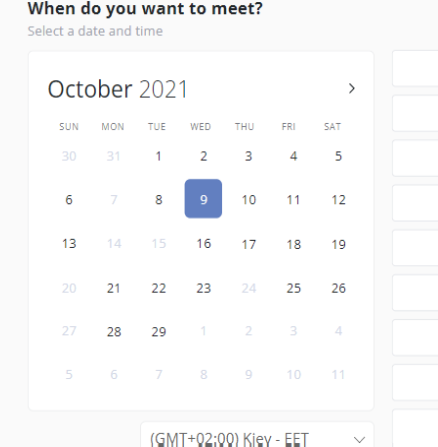 When do you want to meet?
Select a date and time
October 2021
SUN MON TUE WED THU FRI SAT
30 31 1 2 3 4 5
6 7 8 9 10 11 12
13 14 15 16 17 18 19
20 21 22 23 24 25 26
27 28 29 1 2 3 4
5 6 7 8 9 10 11
(GMT+02:00) Kiev - EET